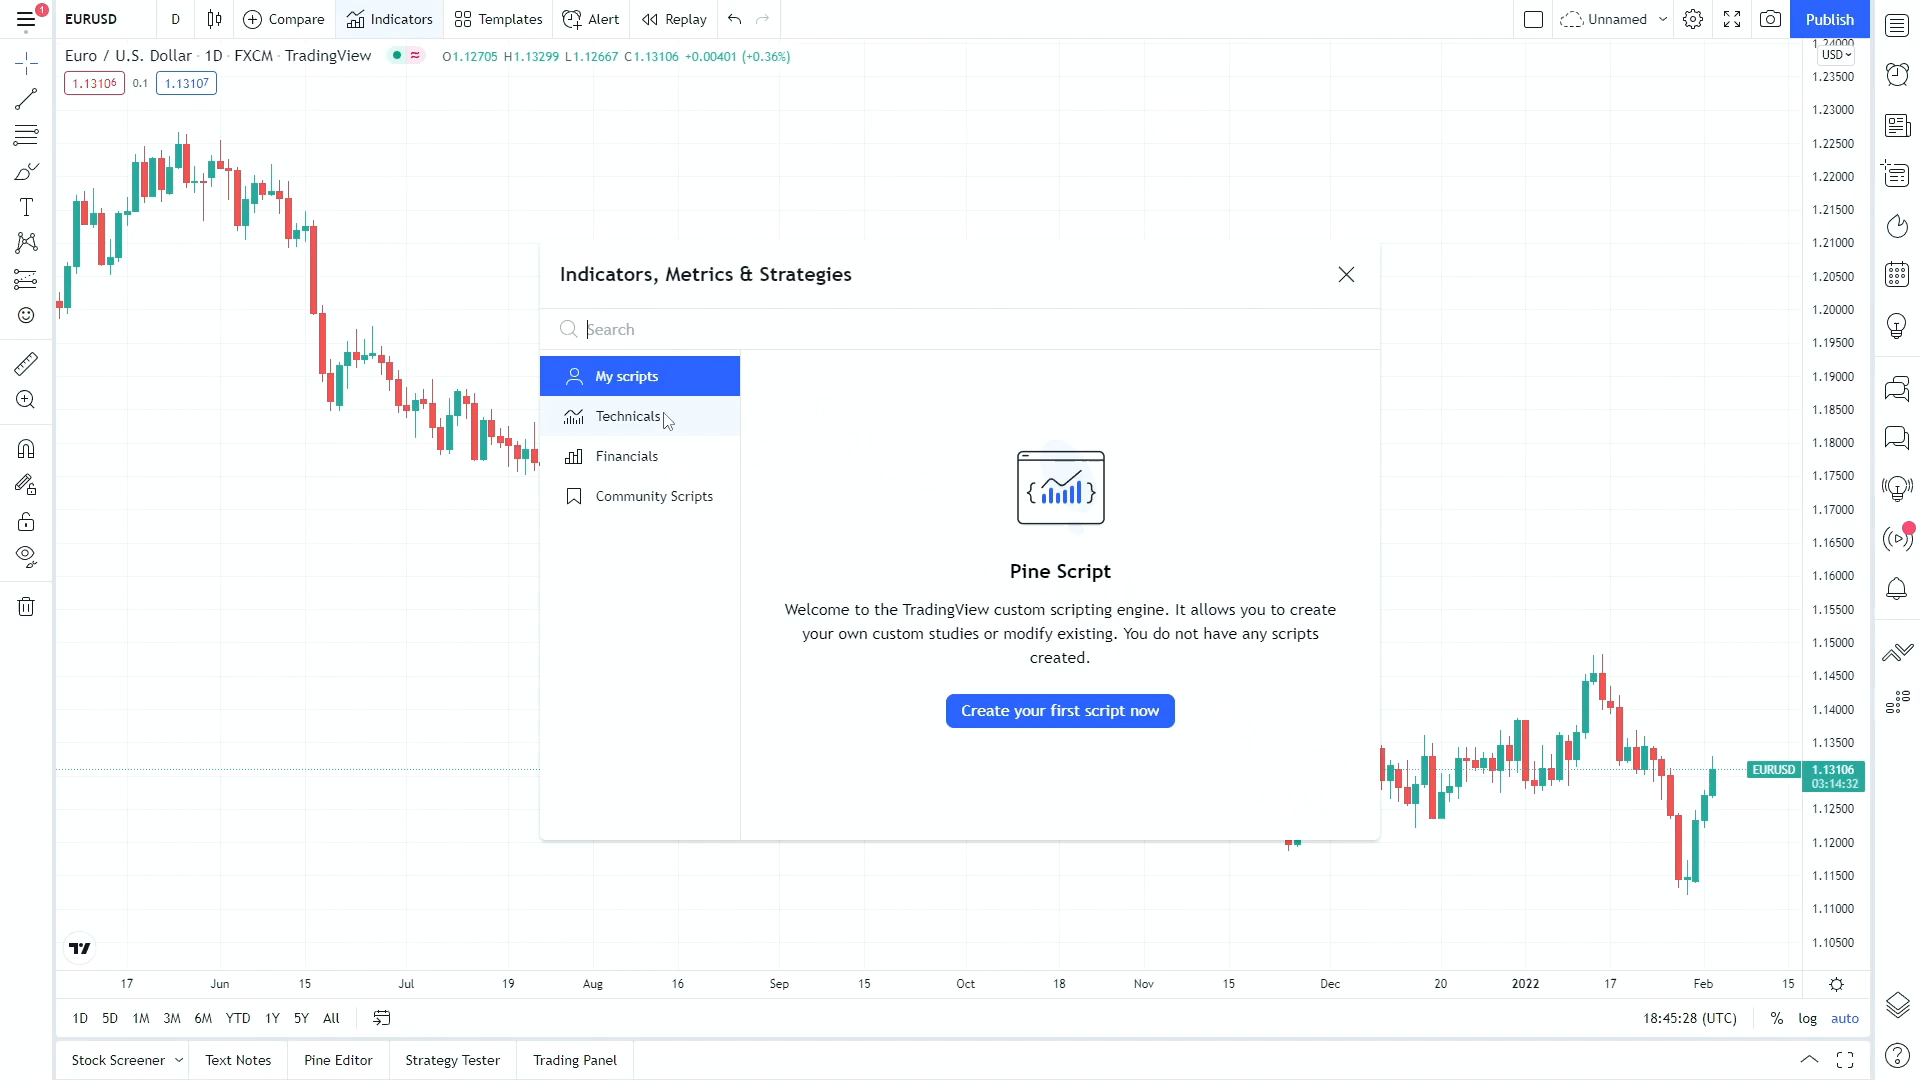 1
EURUSD
D
Compare
Indicators
Templates
Alert
Replay
Unnamed
Publish
Euro / U.S. Dollar · 1D · FXCM · TradingView
O1.12705 H1.13299 L1.12667 C1.13106 +0.00401 (+0.36%)
1.13106 0.1 1.13107
1.24000
USD
1.23500
1.23000
1.22500
1.22000
1.21500
1.21000
1.20500
1.20000
1.19500
1.19000
1.18500
1.18000
1.17500
1.17000
1.16500
1.16000
1.15500
1.15000
1.14500
1.14000
1.13500
EURUSD 1.13106
03:14:32
1.12500
1.12000
1.11500
1.11000
1.10500
Indicators, Metrics & Strategies
Search
My scripts
Technicals
Financials
Community Scripts
Pine Script
Welcome to the TradingView custom scripting engine. It allows you to create
your own custom studies or modify existing. You do not have any scripts
created.
Create your first script now
17 Jun 15 Jul 19 Aug 16 Sep 15 Oct 18 Nov 15 Dec 20 2022 17 Feb 15
1D 5D 1M 3M 6M YTD 1Y 5Y All
18:45:28 (UTC) % log auto
Stock Screener Text Notes Pine Editor Strategy Tester Trading Panel